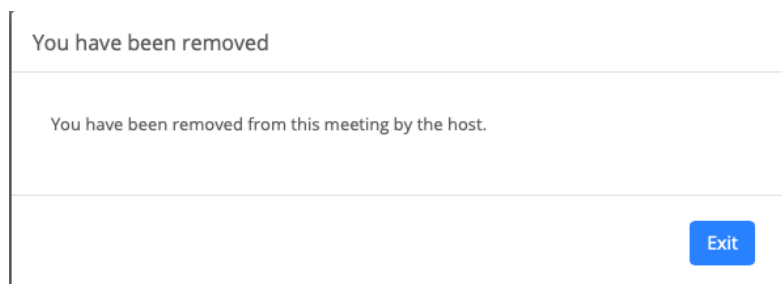 You have been removed
You have been removed from this meeting by the host.
Exit